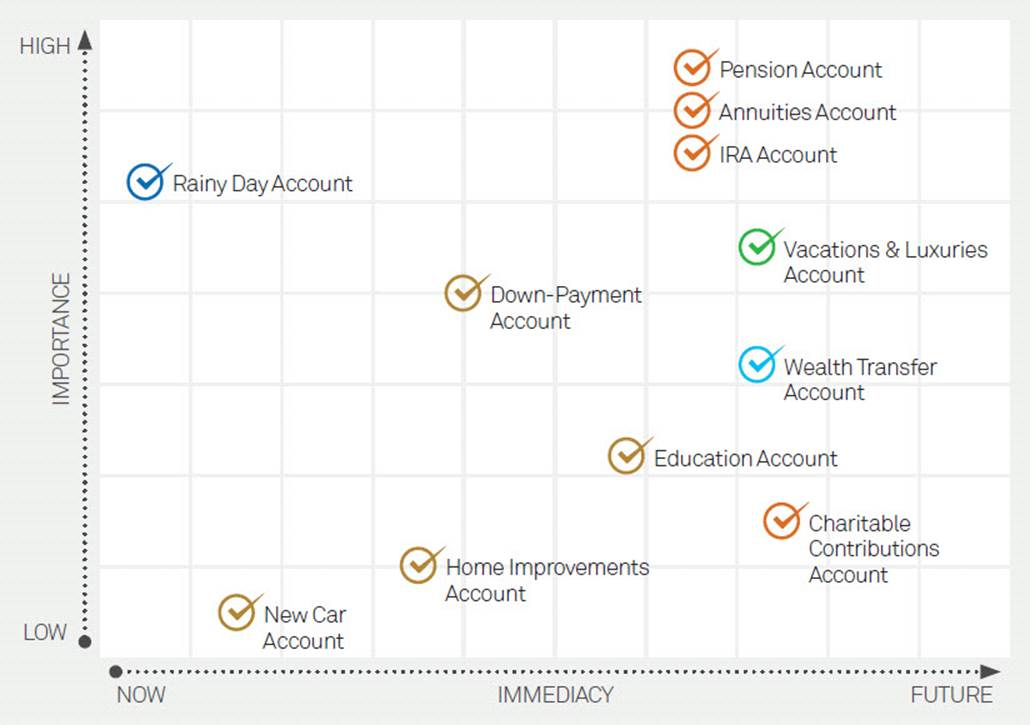 HIGH
Pension Account
Annuities Account
IRA Account
Rainy Day Account
Vacations & Luxuries
Account
Down-Payment
Account
IMPORTANCE
Wealth Transfer
Account
Education Account
Charitable
Contributions
Account
Home Improvements
Account
New Car
Account
LOW
NOW
IMMEDIACY
FUTURE